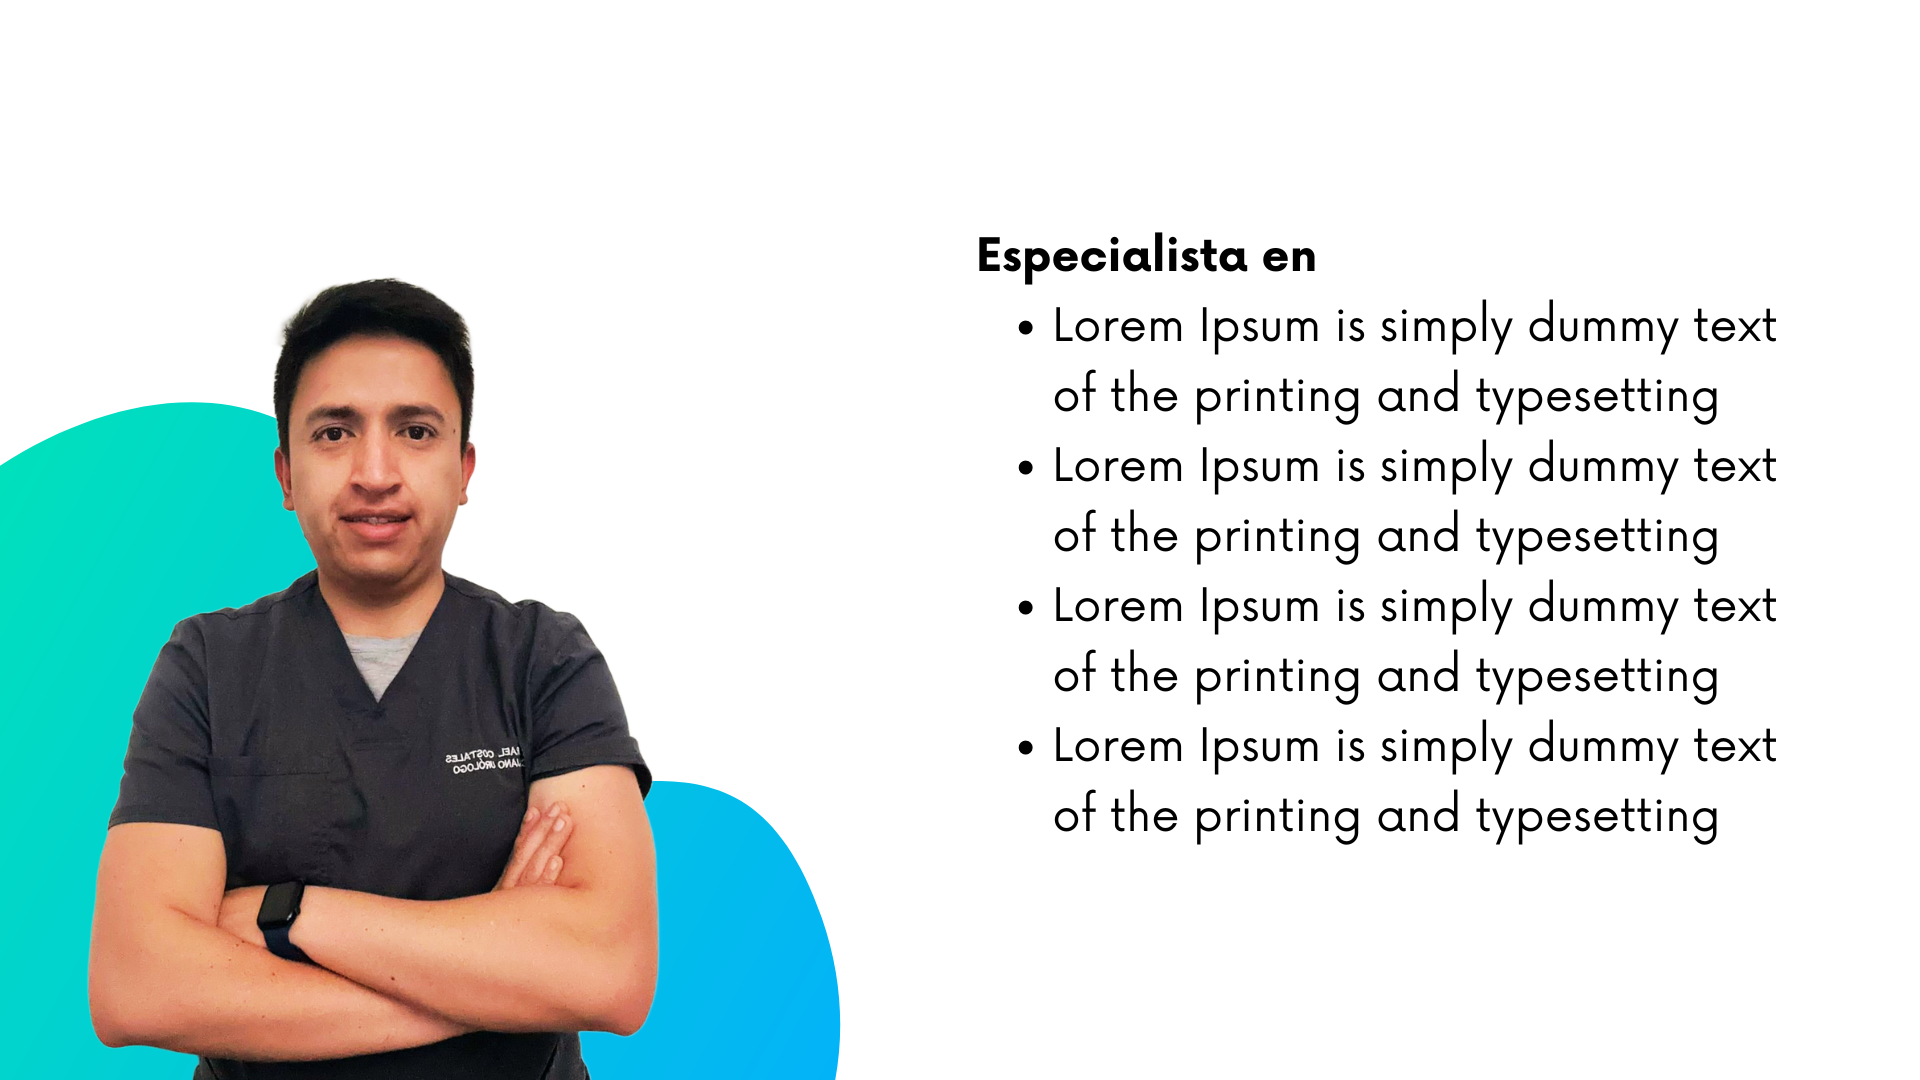 Especialista en
• Lorem Ipsum is simply dummy text
of the printing and typesetting
• Lorem Ipsum is simply dummy text
of the printing and typesetting
• Lorem Ipsum is simply dummy text
of the printing and typesetting
• Lorem Ipsum is simply dummy text
of the printing and typesetting
COSTALES
URÓLOGO